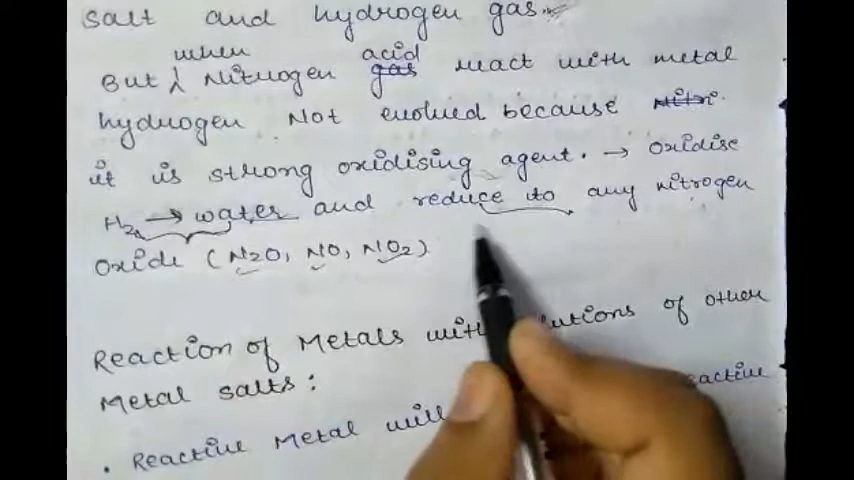 salt and hydrogen gas.
when acid
But Nitrogen gas react with metal
hydrogen Not evolved because
it is strong oxidising agent. → oxidise
H2 → water and reduce to any nitrogen
oxide (N2O, NO, NO2)
Reaction of Metals with of other
Metal salts:
. Reactive Metal will